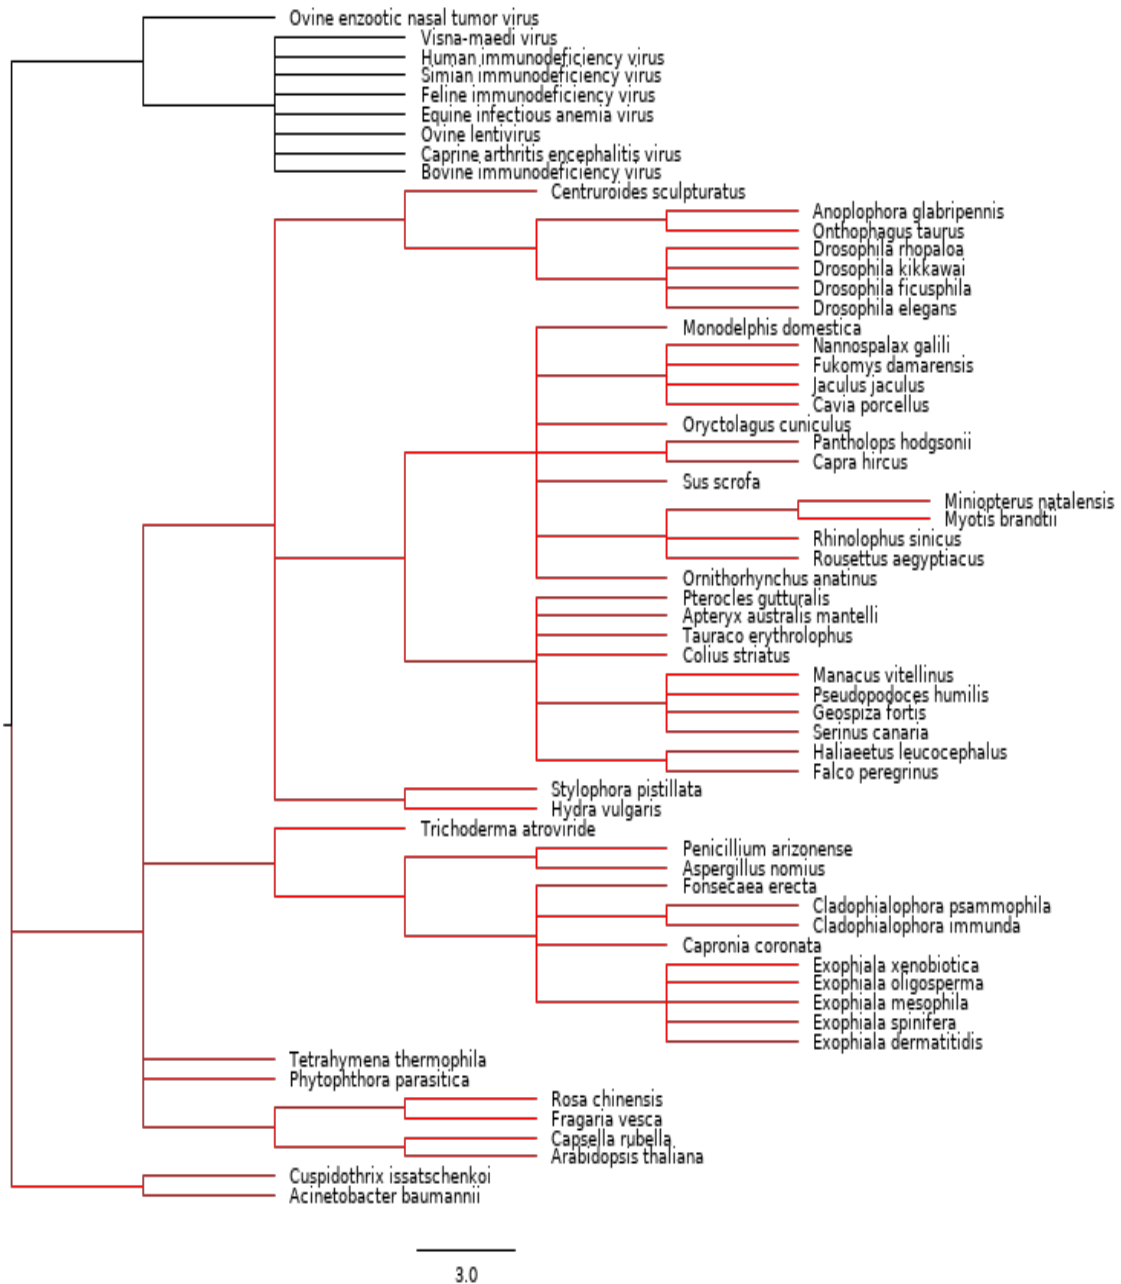 Ovine enzootic nasal tumor virus
Visna-maedi virus
Human immunodeficiency virus
Simian immunodeficiency virus
Feline immunodeficiency virus
Equine infectious anemia virus
Ovine lentivirus
Caprine arthritis encephalitis virus
Bovine immunodeficiency virus
Centruroides sculpturatus
Anoplophora glabripennis
Onthophagus taurus
Drosophila rhopaloa
Drosophila kikkawai
Drosophila ficusphila
Drosophila elegans
Monodelphis domestica
Nannospalax galili
Fukomys damarensis
Jaculus jaculus
Cavia porcellus
Oryctolagus cuniculus
Pantholops hodgsonii
Capra hircus
Sus scrofa
Miniopterus natalensis
Myotis brandtii
Rhinolophus sinicus
Rousettus aegyptiacus
Ornithorhynchus anatinus
Pterocles gutturalis
Apteryx australis mantelli
Tauraco erythrolophus
Colius striatus
Manacus vitellinus
Pseudopodoces humilis
Geospiza fortis
Serinus canaria
Haliaeetus leucocephalus
Falco peregrinus
Stylophora pistillata
Hydra vulgaris
Trichoderma atroviride
Penicillium arizonense
Aspergillus nomius
Fonsecaea erecta
Cladophialophora psammophila
Cladophialophora immunda
Capronia coronata
Exophiala xenobiotica
Exophiala oligosperma
Exophiala mesophila
Exophiala spinifera
Exophiala dermatitidis
Tetrahymena thermophila
Phytophthora parasitica
Rosa chinensis
Fragaria vesca
Capsella rubella
Arabidopsis thaliana
Cuspidothrix issatschenkoi
Acinetobacter baumannii
3.0